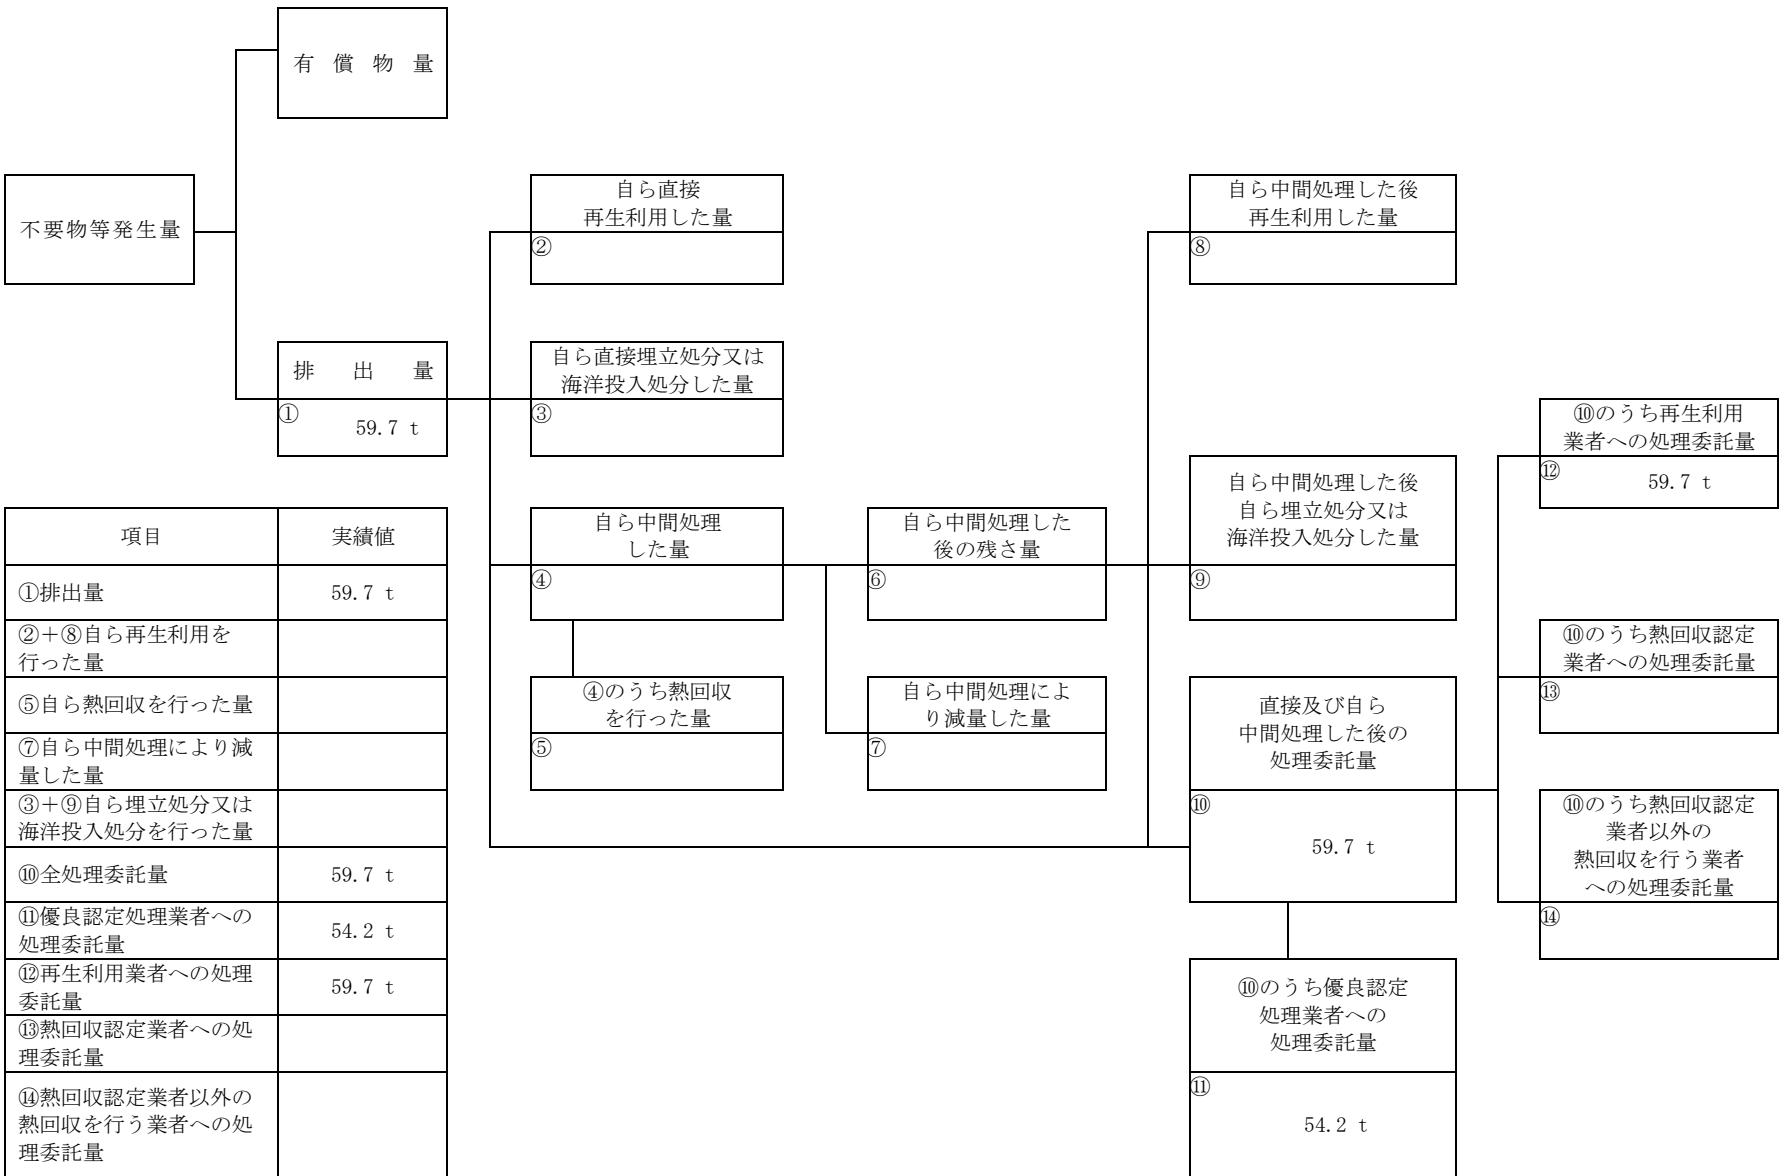 有償物量
不要物等発生量
自ら直接
再生利用した量
②
自ら中間処理した後
再生利用した量
⑧
排出量
① 59.7 t
自ら直接埋立処分又は
海洋投入処分した量
③
⑩のうち再生利用
業者への処理委託量
⑫ 59.7 t
自ら中間処理した後
自ら埋立処分又は
海洋投入処分した量
⑨
自ら中間処理
した量
④
自ら中間処理した
後の残さ量
⑥
⑩のうち熱回収認定
業者への処理委託量
⑬
④のうち熱回収
を行った量
⑤
自ら中間処理によ
り減量した量
⑦
直接及び自ら
中間処理した後の
処理委託量
⑩
59.7 t
⑩のうち熱回収認定
業者以外の
熱回収を行う業者
への処理委託量
⑭
⑩のうち優良認定
処理業者への
処理委託量
⑪
54.2 t
項目 実績値
①排出量 59.7 t
②+⑧自ら再生利用を
行った量
⑤自ら熱回収を行った量
⑦自ら中間処理により減
量した量
③+⑨自ら埋立処分又は
海洋投入処分を行った量
⑩全処理委託量 59.7 t
⑪優良認定処理業者への
処理委託量 54.2 t
⑫再生利用業者への処理
委託量 59.7 t
⑬熱回収認定業者への処
理委託量
⑭熱回収認定業者以外の
熱回収を行う業者への処
理委託量